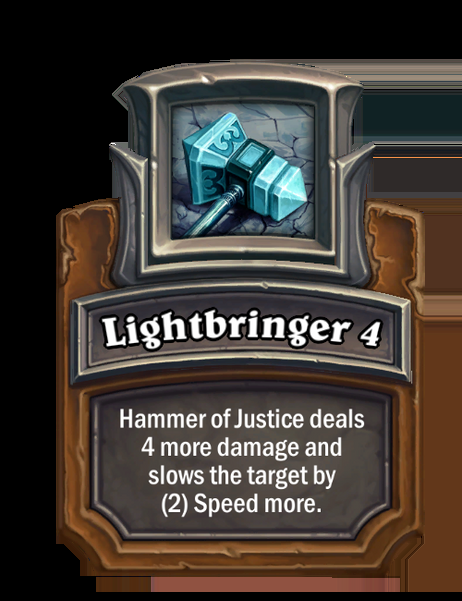 Lightbringer 4
Hammer of Justice deals
4 more damage and
slows the target by
(2) Speed more.